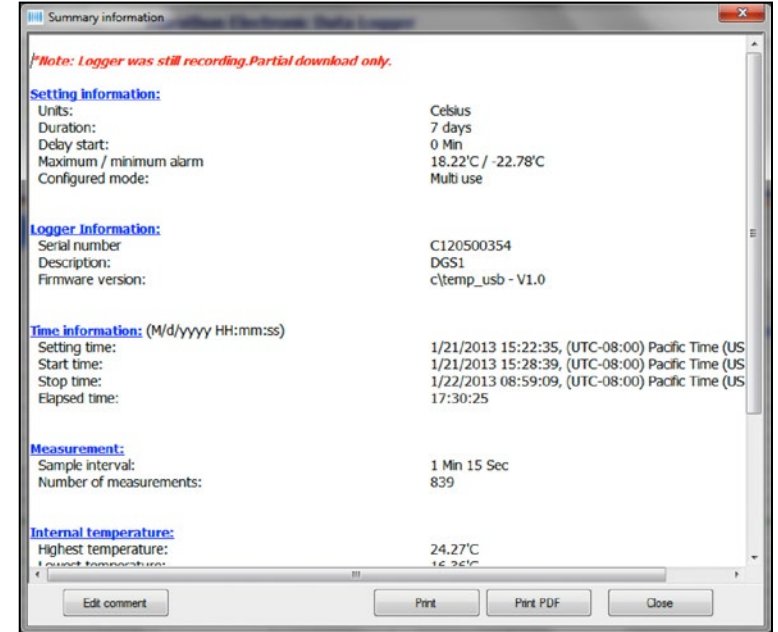 Summary information
*Note: Logger was still recording.Partial download only.
Setting information:
Units: Celsius
Duration: 7 days
Delay start: 0 Min
Maximum / minimum alarm 18.22'C / -22.78'C
Configured mode: Multi use
Logger Information:
Serial number C120500354
Description: DGS1
Firmware version: c\temp_usb - V1.0
Time information: (M/d/yyyy HH:mm:ss)
Setting time: 1/21/2013 15:22:35, (UTC-08:00) Pacific Time (US
Start time: 1/21/2013 15:28:39, (UTC-08:00) Pacific Time (US
Stop time: 1/22/2013 08:59:09, (UTC-08:00) Pacific Time (US
Elapsed time: 17:30:25
Measurement:
Sample interval: 1 Min 15 Sec
Number of measurements: 839
Internal temperature:
Highest temperature: 24.27'C
Lowest temperature:
Edit comment Print Print PDF Close